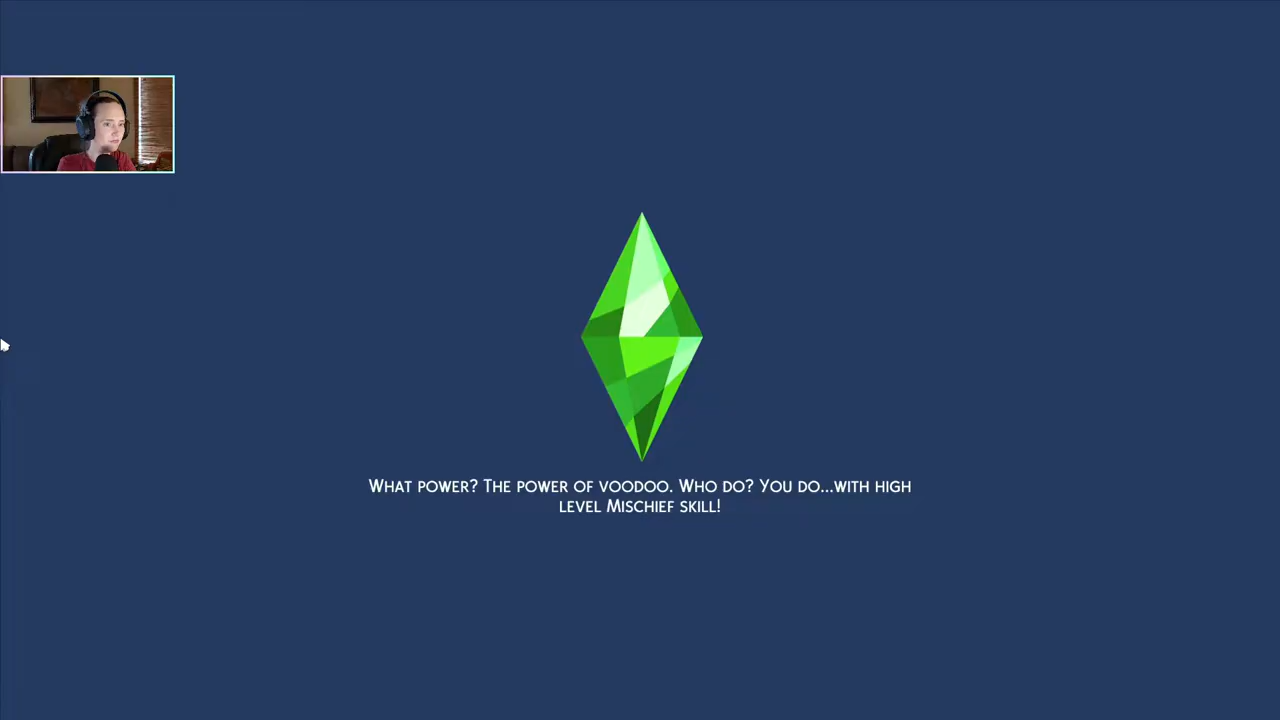 What power? The power of voodoo. Who do? You do...with high
level Mischief skill!